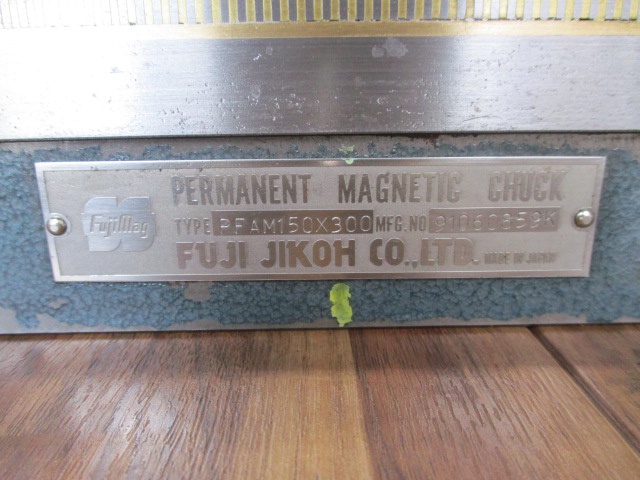 PERMANENT MAGNETIC CHUCK
FujiMag
TYPE PFAM150X300 MFG. NO 91060859K
FUJI JIKOH CO.,LTD. MADE IN JAPAN